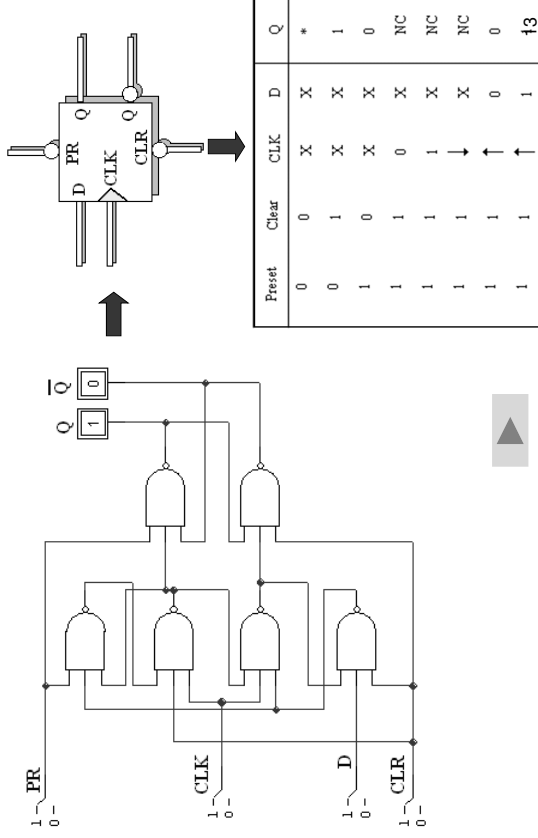 PR
1
0
CLK
1
0
D
1
0
CLR
1
0
Q Q̅
1 0
PR
D Q
CLK
Q
CLR
Preset Clear CLK D Q
0 0 X X *
0 1 X X 1
1 0 X X 0
1 1 0 X NC
1 1 1 X NC
1 1 ↓ X NC
1 1 ↑ 0 0
1 1 ↑ 1 1
13